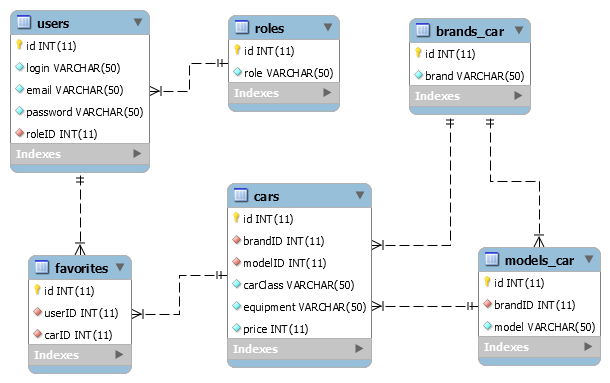 users
id INT(11)
login VARCHAR(50)
email VARCHAR(50)
password VARCHAR(50)
roleID INT(11)
Indexes
roles
id INT(11)
role VARCHAR(50)
Indexes
brands_car
id INT(11)
brand VARCHAR(50)
Indexes
cars
id INT(11)
brandID INT(11)
modelID INT(11)
carClass VARCHAR(50)
equipment VARCHAR(50)
price INT(11)
Indexes
favorites
id INT(11)
userID INT(11)
carID INT(11)
Indexes
models_car
id INT(11)
brandID INT(11)
model VARCHAR(50)
Indexes